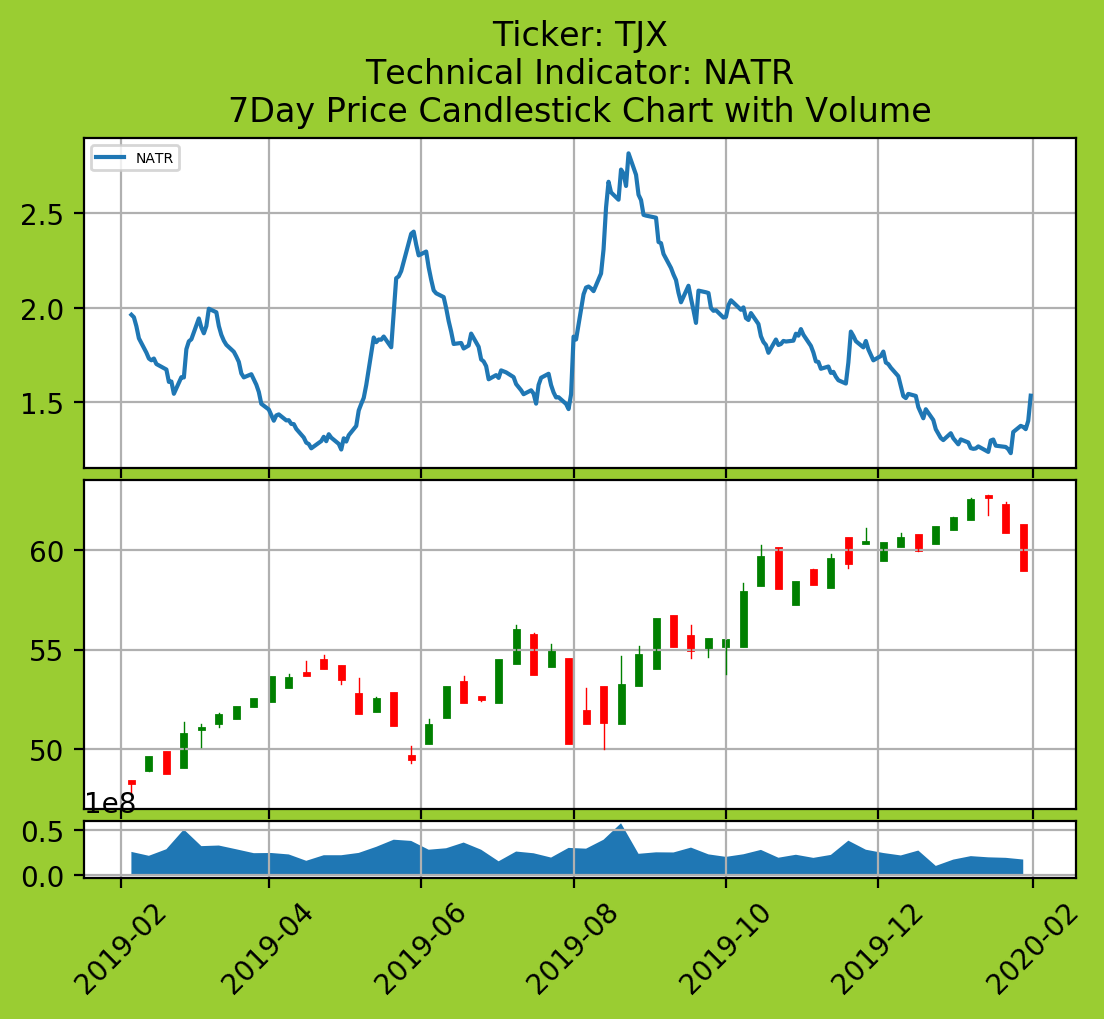 Ticker: TJX
Technical Indicator: NATR
7Day Price Candlestick Chart with Volume
NATR
2.5
2.0
1.5
60
55
50
1e8
0.5
0.0
2019-02 2019-04 2019-06 2019-08 2019-10 2019-12 2020-02